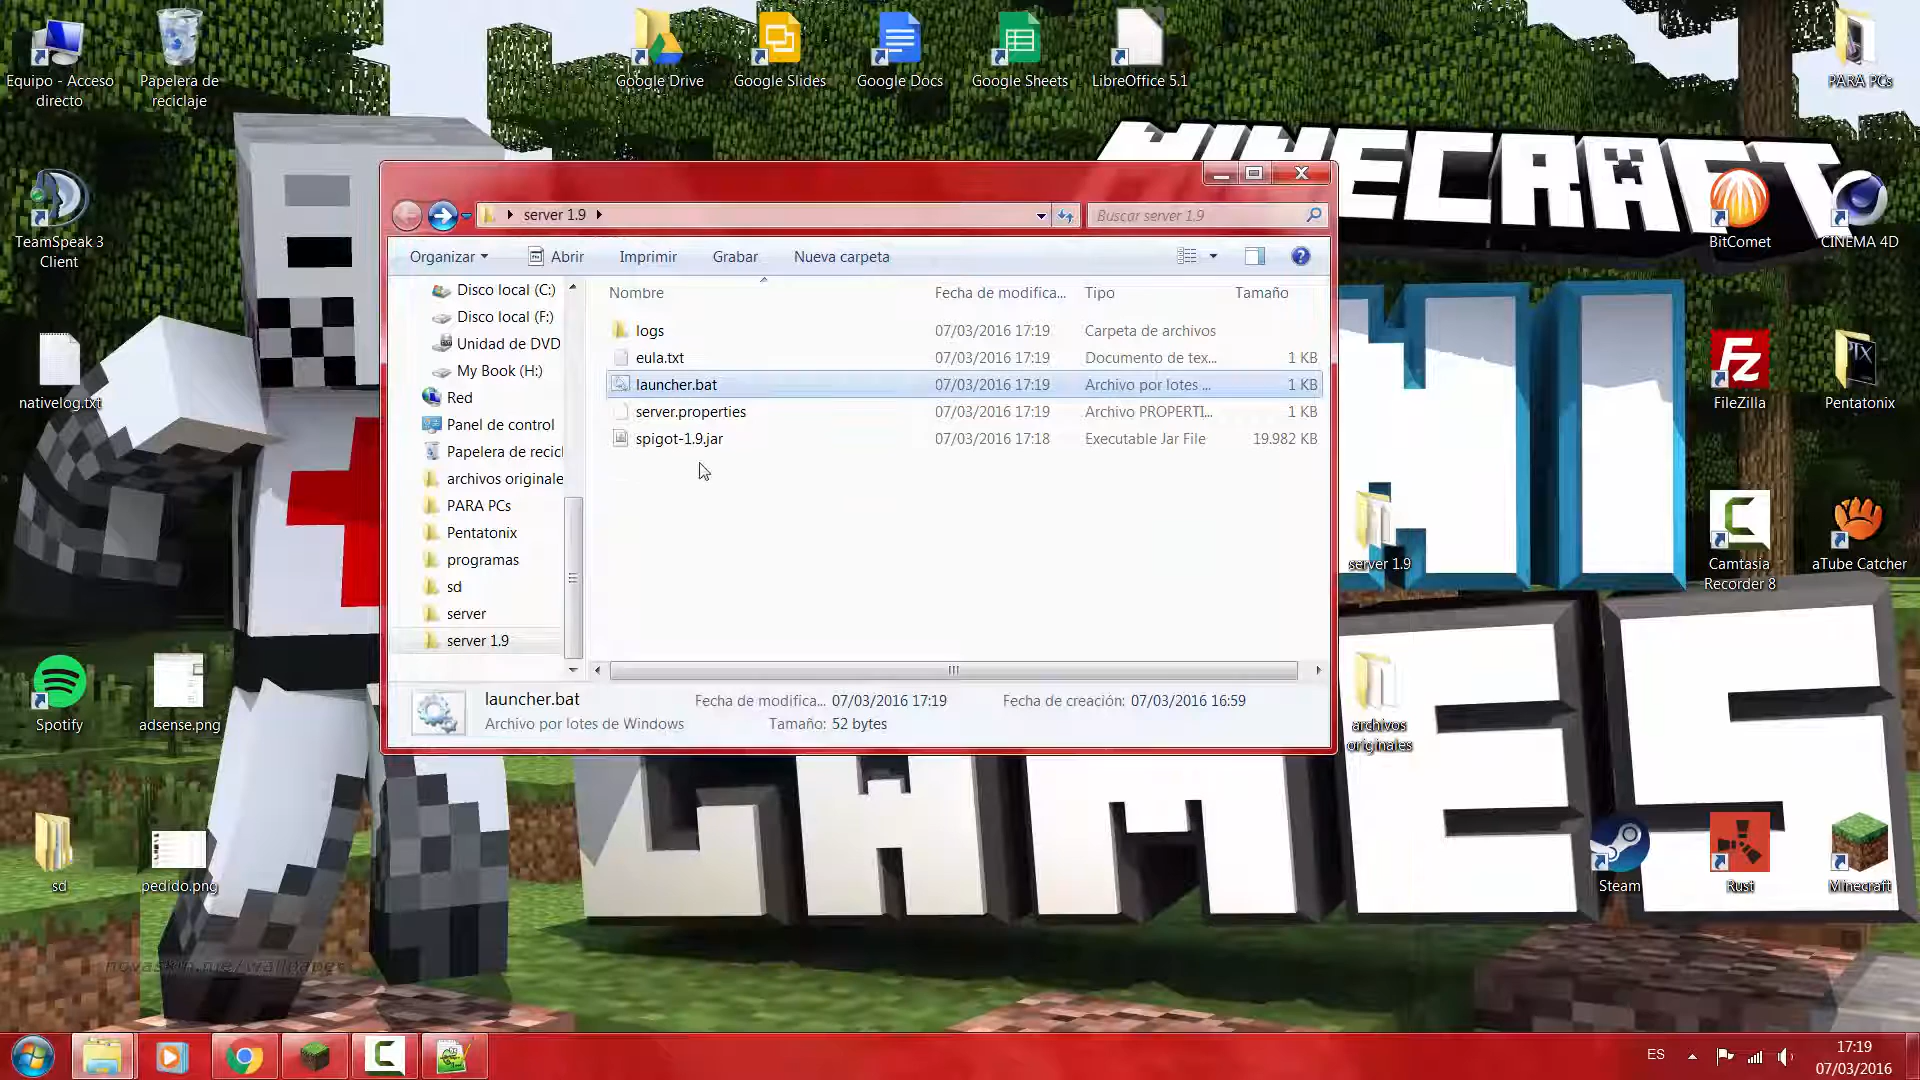 Equipo - Acceso
directo
Papelera de
reciclaje
Google Drive
Google Slides
Google Docs
Google Sheets
LibreOffice 5.1
PARA PCs
MINECRAFT
TeamSpeak 3
Client
BitComet
CINEMA 4D
server 1.9
Buscar server 1.9
Organizar
Abrir
Imprimir
Grabar
Nueva carpeta
Disco local (C:)
Disco local (F:)
Unidad de DVD
My Book (H:)
Red
Panel de control
Papelera de recicl
archivos originale
PARA PCs
Pentatonix
programas
sd
server
server 1.9
Nombre
Fecha de modifica...
Tipo
Tamaño
logs
07/03/2016 17:19
Carpeta de archivos
eula.txt
07/03/2016 17:19
Documento de tex...
1 KB
launcher.bat
07/03/2016 17:19
Archivo por lotes ...
1 KB
server.properties
07/03/2016 17:19
Archivo PROPERTI...
1 KB
spigot-1.9.jar
07/03/2016 17:18
Executable Jar File
19.982 KB
launcher.bat
Archivo por lotes de Windows
Fecha de modifica... 07/03/2016 17:19
Tamaño: 52 bytes
Fecha de creación: 07/03/2016 16:59
nativelog.txt
FileZilla
PTX
Pentatonix
server 1.9
Camtasia
Recorder 8
aTube Catcher
Spotify
adsense.png
archivos
originales
GAMES
sd
pedido.png
Steam
Rust
Minecraft
novaskin.me/wallpaper
ES
17:19
07/03/2016